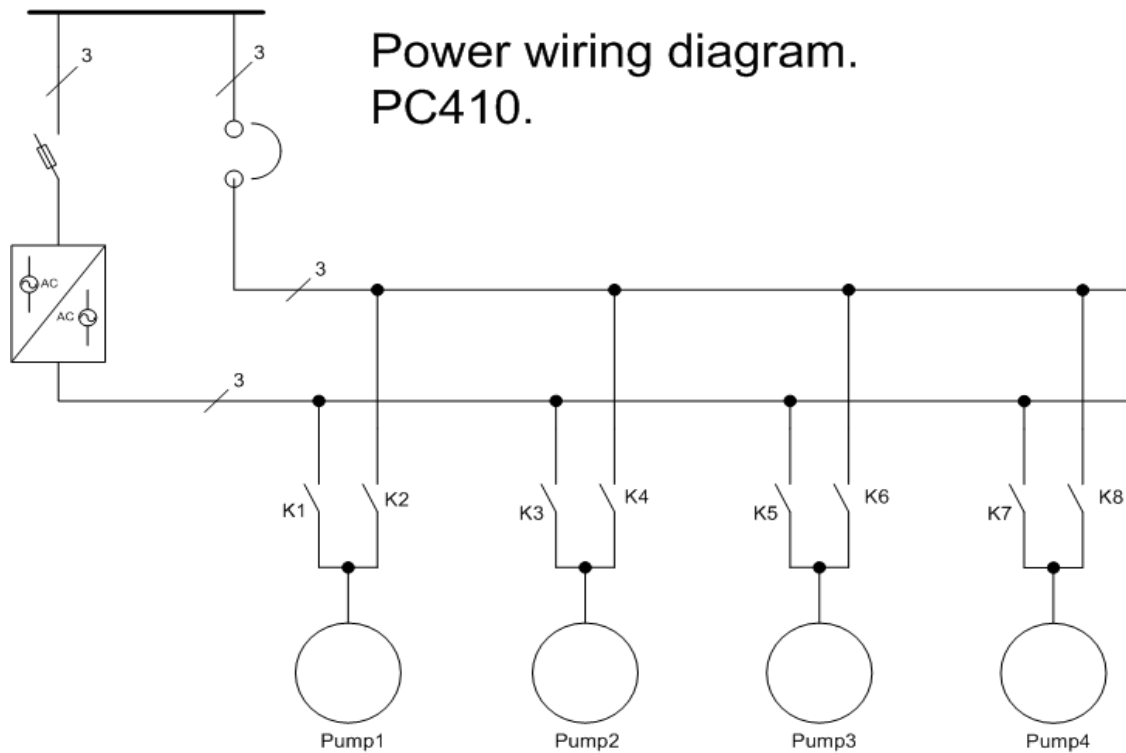 Power wiring diagram.
PC410.
3
3
AC
AC
3
3
K1
K2
K3
K4
K5
K6
K7
K8
Pump1
Pump2
Pump3
Pump4